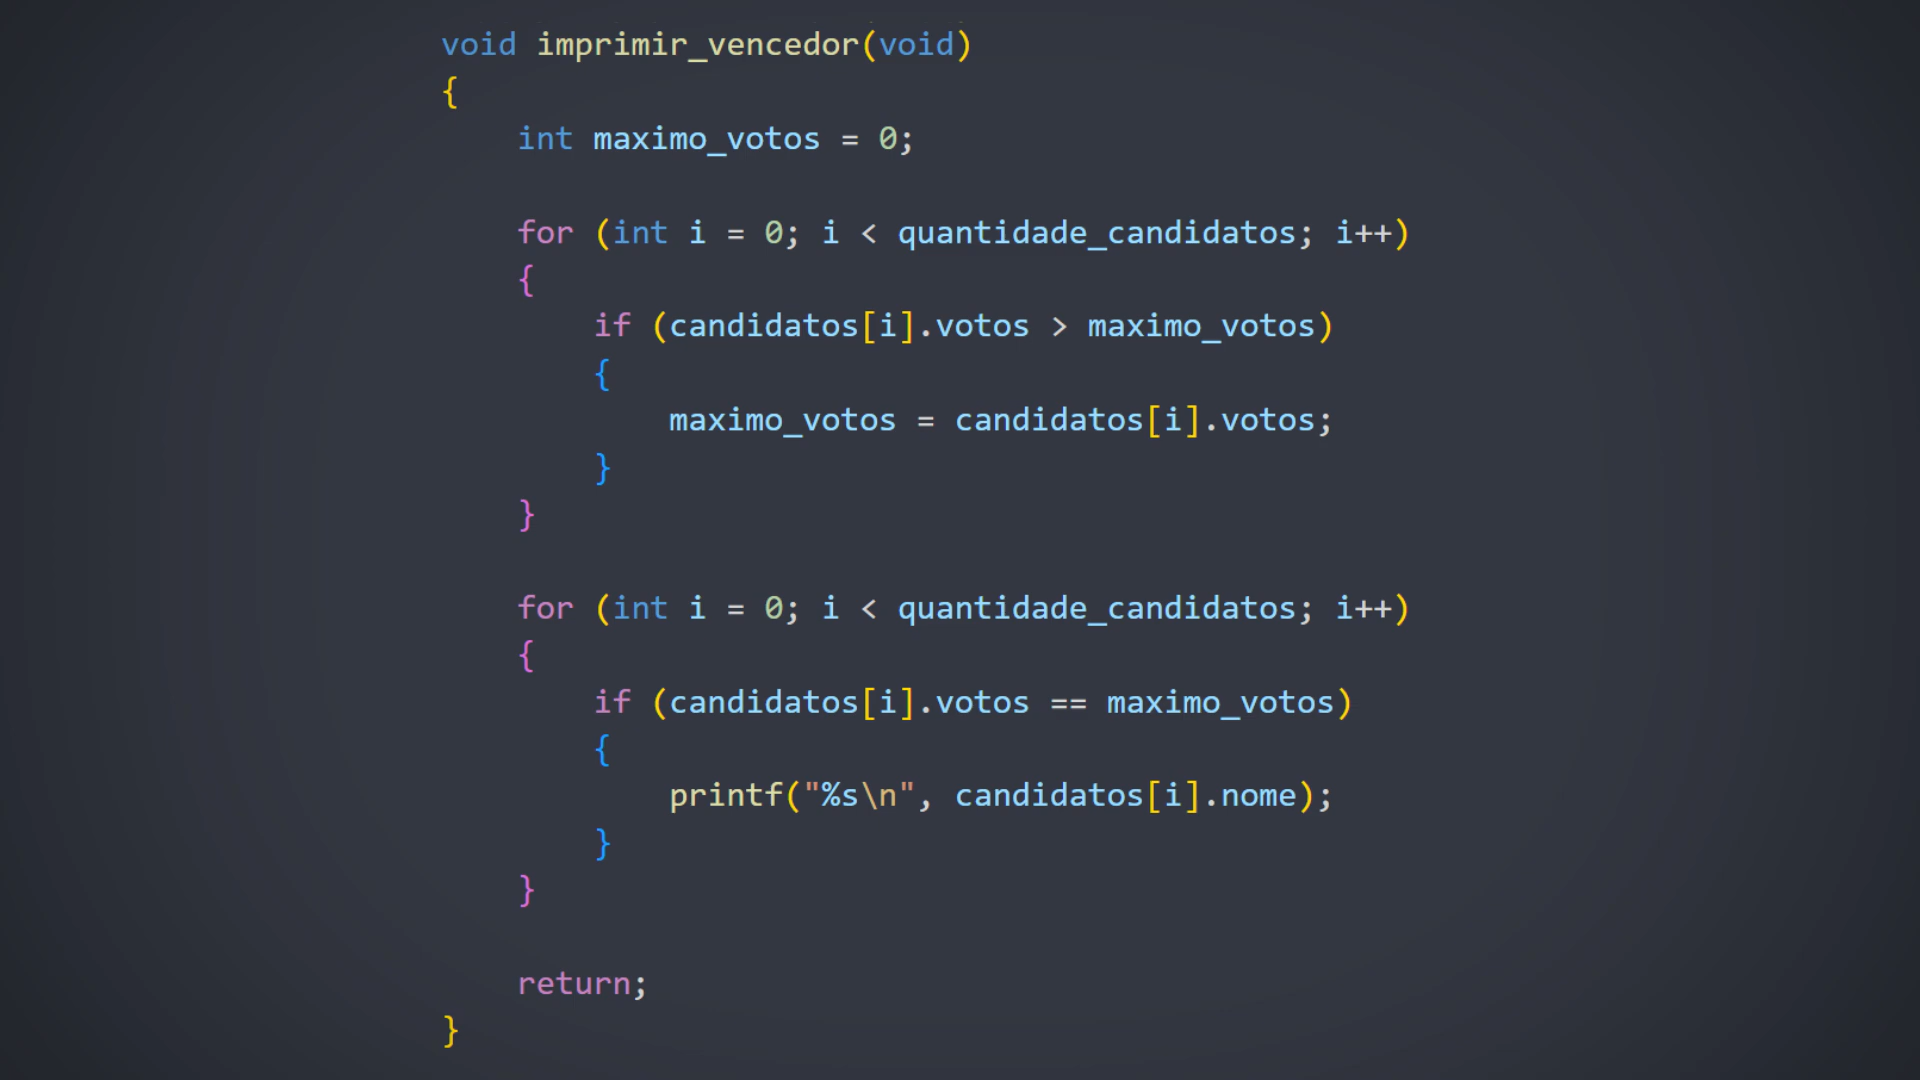 void imprimir_vencedor(void)
{
    int maximo_votos = 0;

    for (int i = 0; i < quantidade_candidatos; i++)
    {
        if (candidatos[i].votos > maximo_votos)
        {
            maximo_votos = candidatos[i].votos;
        }
    }

    for (int i = 0; i < quantidade_candidatos; i++)
    {
        if (candidatos[i].votos == maximo_votos)
        {
            printf("%s\n", candidatos[i].nome);
        }
    }

    return;
}